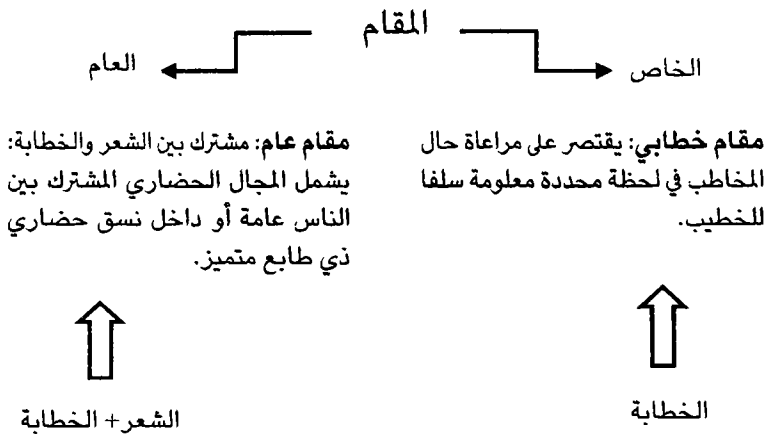 المقام
الخاص
العام
مقام خطابي: يقتصر على مراعاة حال
المخاطب في لحظة محددة معلومة سلفا
للخطيب.
مقام عام: مشترك بين الشعر والخطابة:
يشمل المجال الحضاري المشترك بين
الناس عامة أو داخل نسق حضاري
ذي طابع متميز.
الخطابة
الشعر+ الخطابة